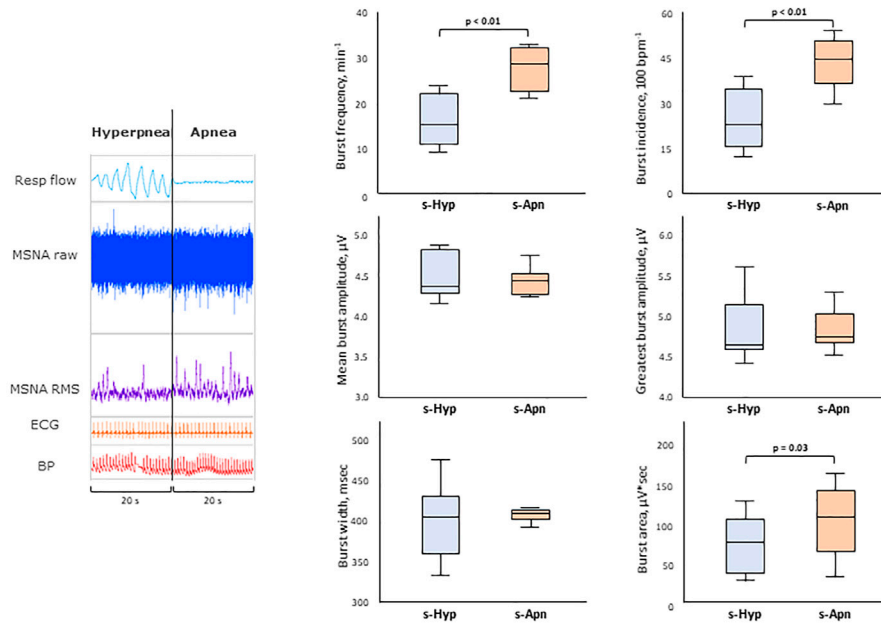 Hyperpnea Apnea
Resp flow
MSNA raw
MSNA RMS
ECG
BP
20 s 20 s
Burst frequency, min-1
40
30
20
10
0
p < 0.01
s-Hyp s-Apn
Burst incidence, 100 bpm-1
60
45
30
15
0
p < 0.01
s-Hyp s-Apn
Mean burst amplitude, µV
6.0
5.5
5.0
4.5
3.5
3.0
s-Hyp s-Apn
Greatest burst amplitude, µV
6.0
5.5
5.0
4.5
4.0
s-Hyp s-Apn
Burst width, msec
500
450
400
350
300
s-Hyp s-Apn
Burst area, µV*sec
200
150
100
50
0
p = 0.03
s-Hyp s-Apn